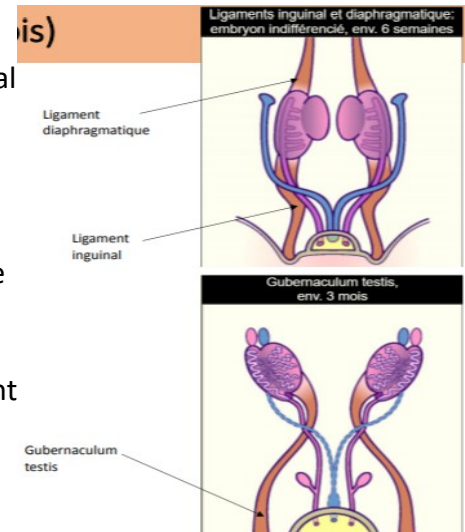 is)
al
Ligaments inguinal et diaphragmatique:
embryon indifférencié, env. 6 semaines
Ligament
diaphragmatique
Ligament
inguinal
e
Gubernaculum testis,
env. 3 mois
nt
Gubernaculum
testis